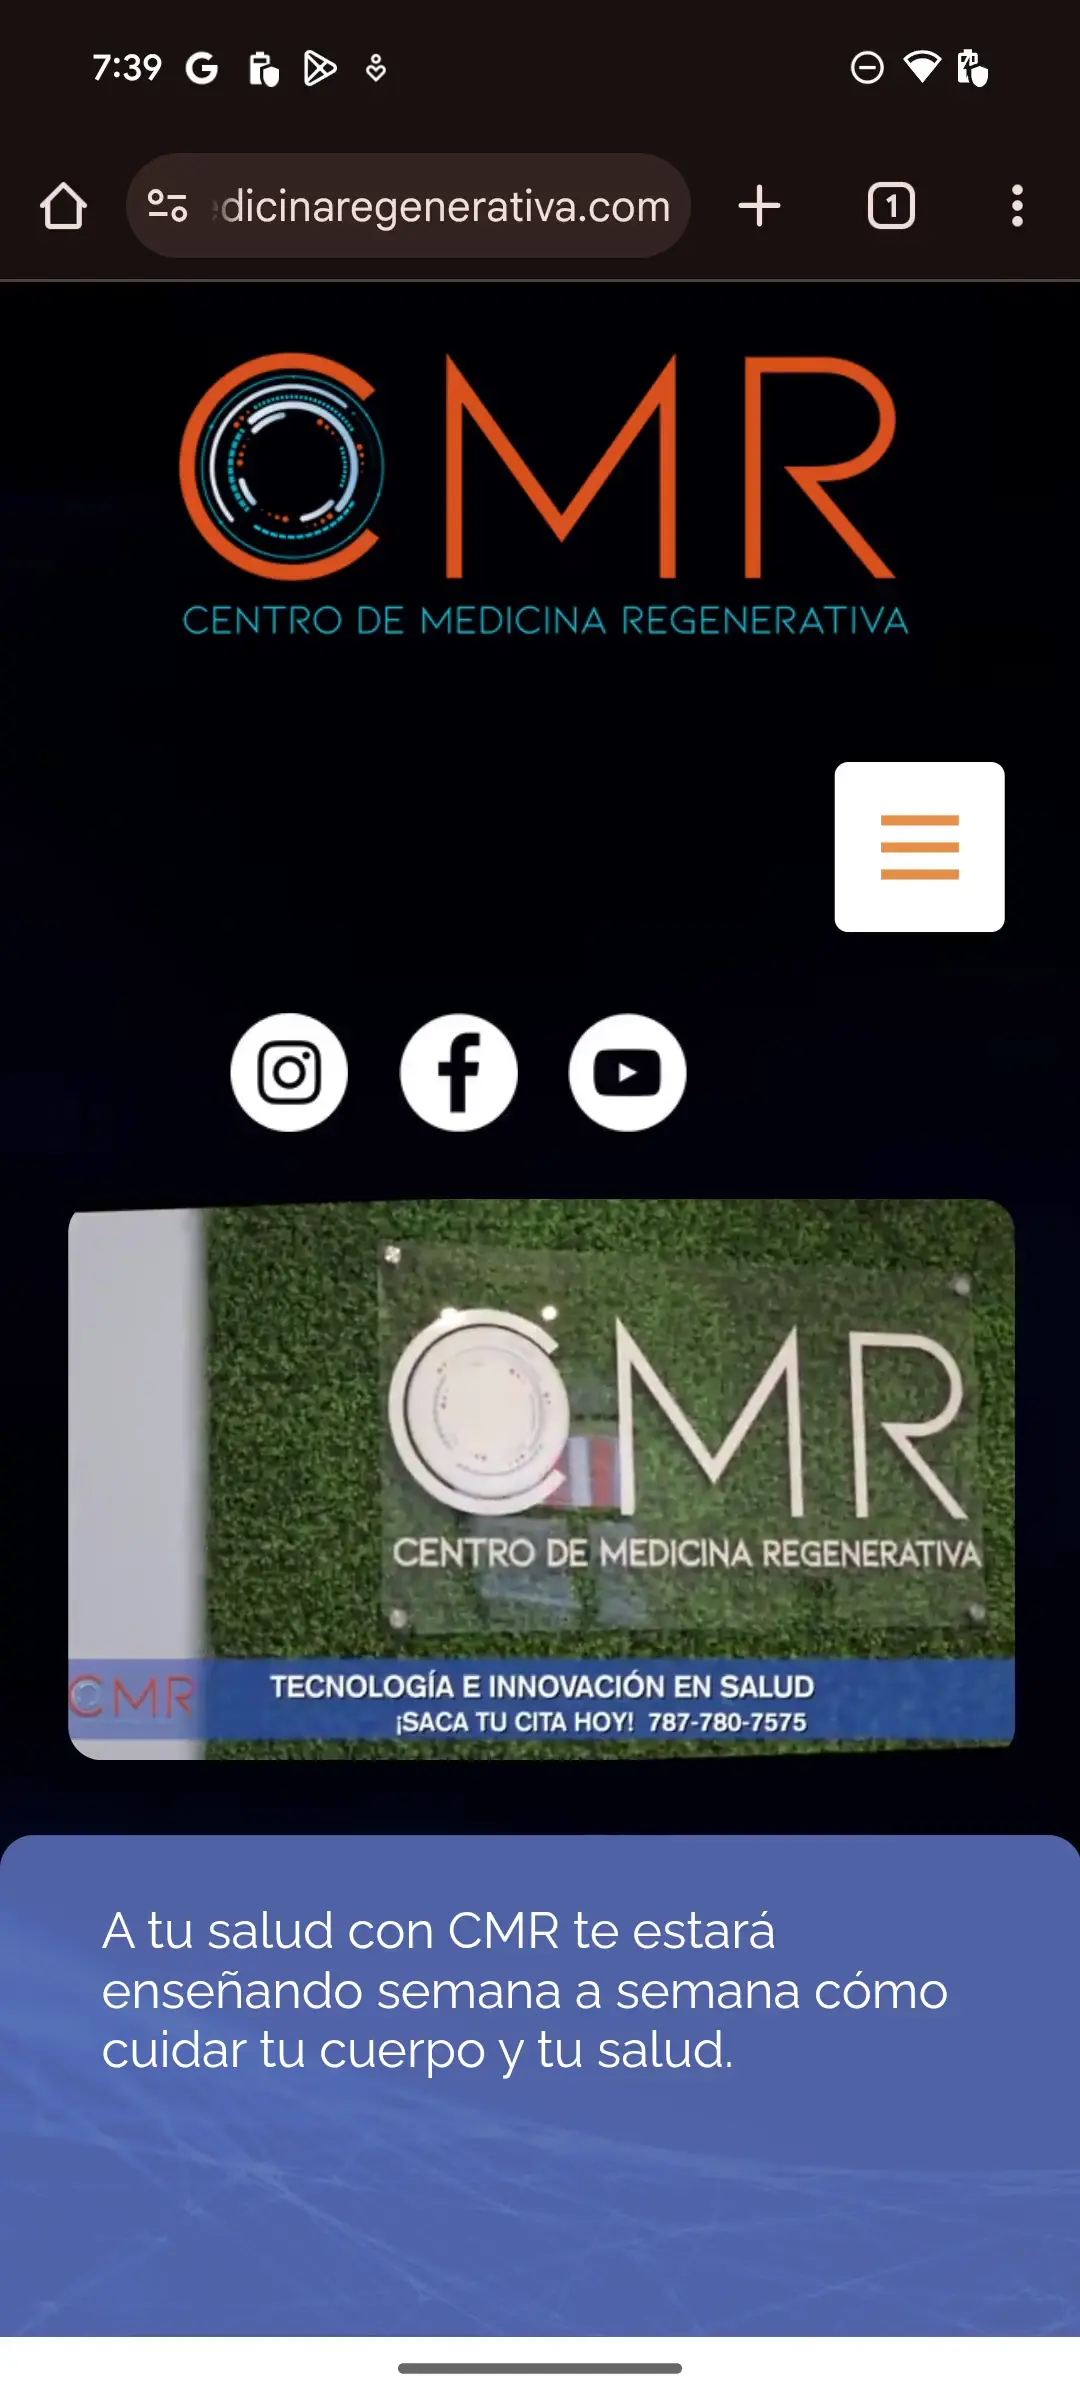 7:39
dicinaregenerativa.com
1
CMR
CENTRO DE MEDICINA REGENERATIVA
CMR
CENTRO DE MEDICINA REGENERATIVA
CMR
TECNOLOGÍA E INNOVACIÓN EN SALUD
¡SACA TU CITA HOY! 787-780-7575
A tu salud con CMR te estará
enseñando semana a semana cómo
cuidar tu cuerpo y tu salud.